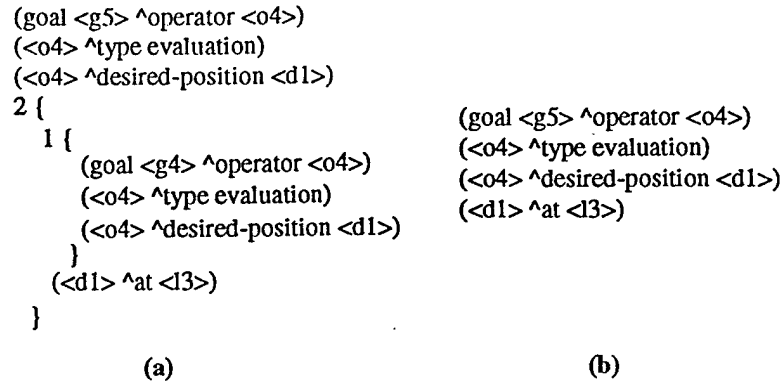 (goal <g5> ^operator <o4>)
(<o4> ^type evaluation)
(<o4> ^desired-position <d1>)
2 {
1 {
(goal <g4> ^operator <o4>)
(<o4> ^type evaluation)
(<o4> ^desired-position <d1>)
}
(<d1> ^at <l3>)
}
(a)
(goal <g5> ^operator <o4>)
(<o4> ^type evaluation)
(<o4> ^desired-position <d1>)
(<d1> ^at <l3>)
(b)